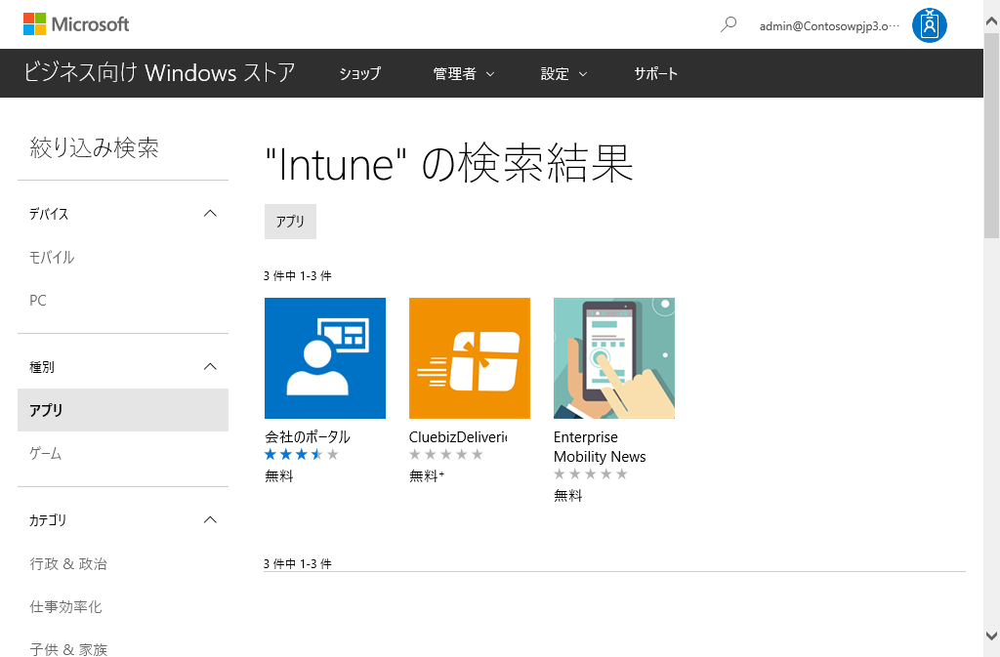 Microsoft
admin@Contosowpjp3.o…
ビジネス向け Windows ストア
ショップ
管理者
設定
サポート
絞り込み検索
デバイス
モバイル
PC
種別
アプリ
ゲーム
カテゴリ
行政 & 政治
仕事効率化
子供 & 家族
"Intune" の検索結果
アプリ
3 件中 1-3 件
会社のポータル
無料
CluebizDeliverie
無料+
Enterprise
Mobility News
無料
3 件中 1-3 件